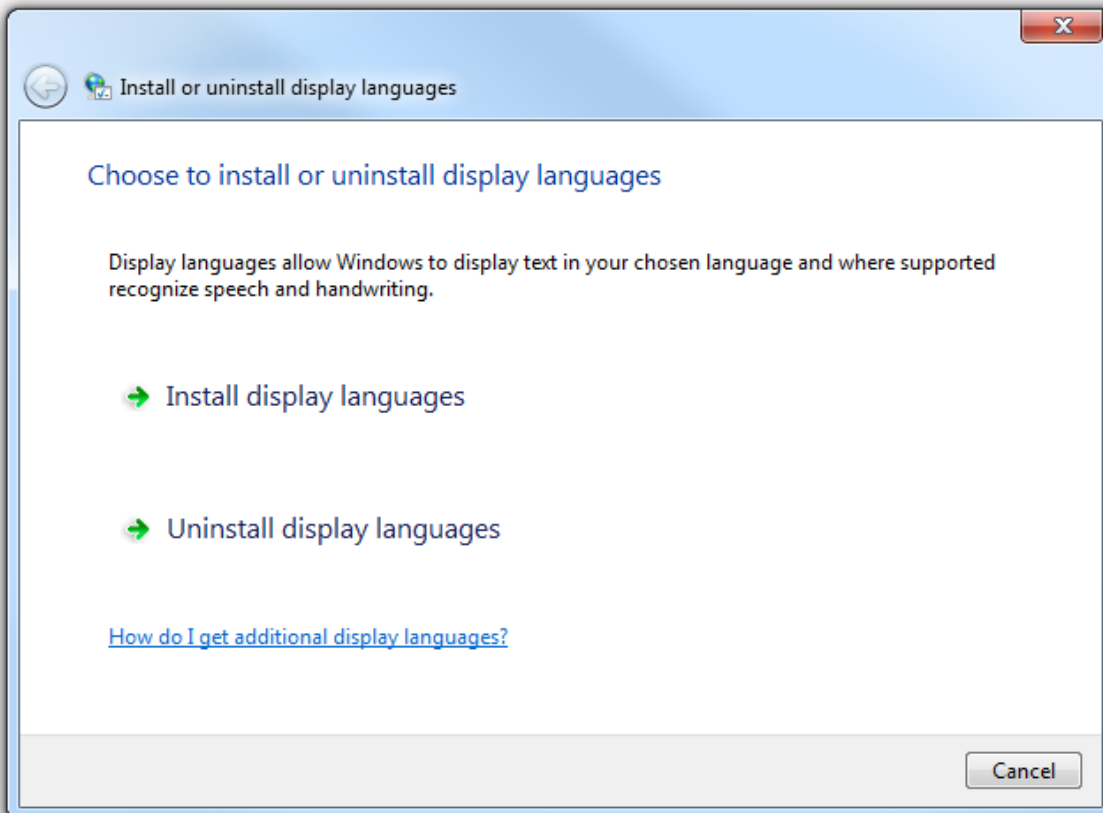 Install or uninstall display languages
Choose to install or uninstall display languages
Display languages allow Windows to display text in your chosen language and where supported
recognize speech and handwriting.
Install display languages
Uninstall display languages
How do I get additional display languages?
Cancel